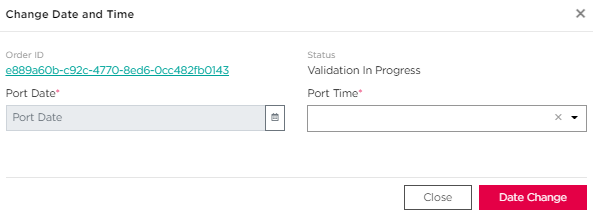 Change Date and Time
Order ID
Status
e889a60b-c92c-4770-8ed6-0cc482fb0143
Validation In Progress
Port Date*
Port Time*
Port Date
Close
Date Change